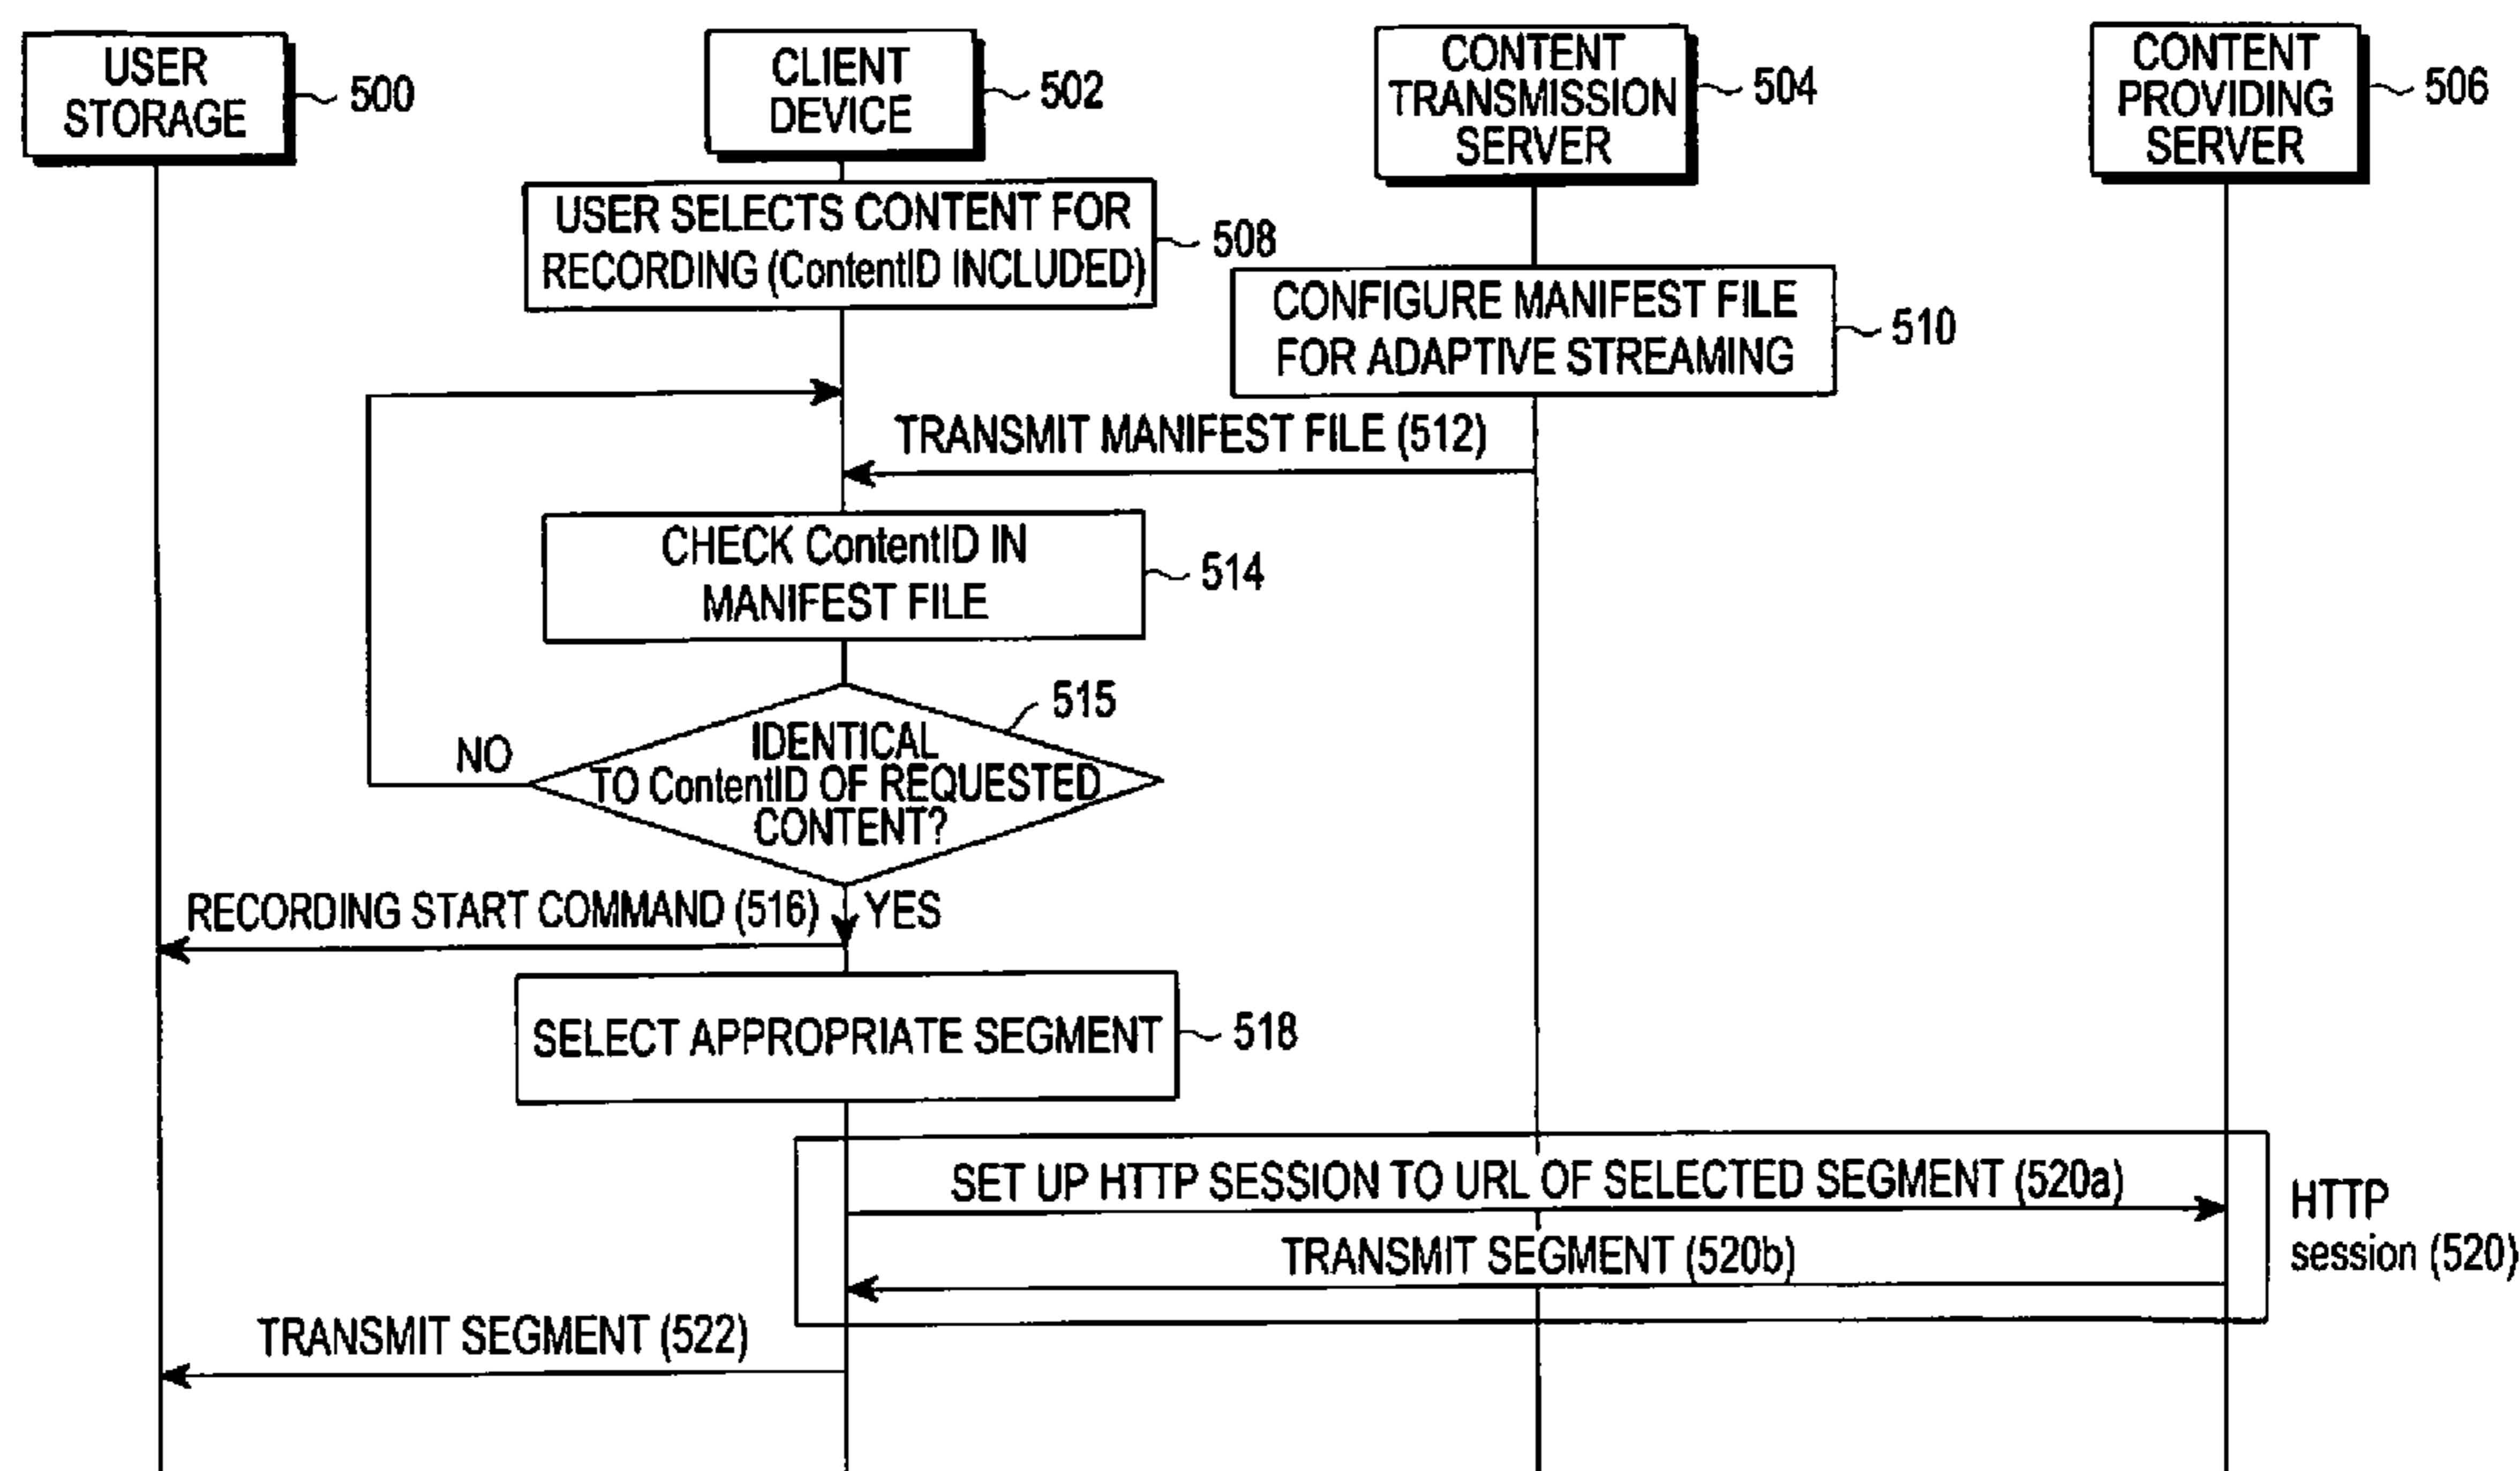 USER
STORAGE
500
CLIENT
DEVICE
502
CONTENT
TRANSMISSION
SERVER
504
CONTENT
PROVIDING
SERVER
506
USER SELECTS CONTENT FOR
RECORDING (ContentID INCLUDED)
508
CONFIGURE MANIFEST FILE
FOR ADAPTIVE STREAMING
510
TRANSMIT MANIFEST FILE (512)
CHECK ContentID IN
MANIFEST FILE
514
515
IDENTICAL
TO ContentID OF REQUESTED
CONTENT?
NO
RECORDING START COMMAND (516)
YES
SELECT APPROPRIATE SEGMENT
518
SET UP HTTP SESSION TO URL OF SELECTED SEGMENT (520a)
TRANSMIT SEGMENT (520b)
HTTP
session (520)
TRANSMIT SEGMENT (522)